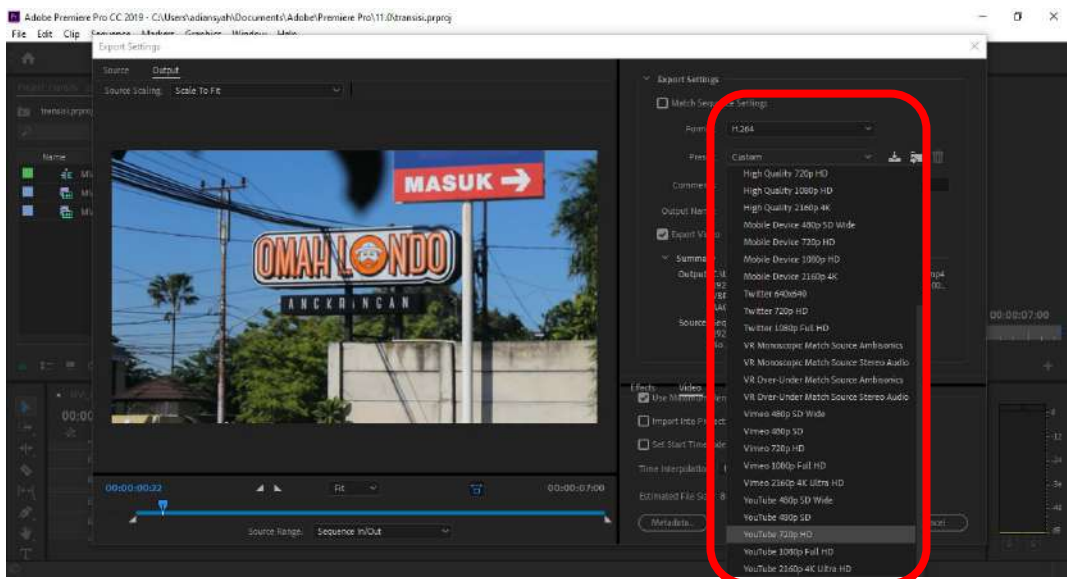 Adobe Premiere Pro CC 2019 - C:\Users\adiansyah\Documents\Adobe\Premiere Pro\11.0\transisi.prproj
File Edit Clip Sequence Markers Graphics Window Help
Export Settings
Source Output
Source Scaling: Scale To Fit
Export Settings
Match Sequence Settings
H.264
Custom
High Quality 720p HD
High Quality 1080p HD
High Quality 2160p 4K
Mobile Device 480p SD Wide
Mobile Device 720p HD
Mobile Device 1080p HD
Mobile Device 2160p 4K
Twitter 640x640
Twitter 720p HD
Twitter 1080p Full HD
VR Monoscopic Match Source Ambisonics
VR Monoscopic Match Source Stereo Audio
VR Over-Under Match Source Ambisonics
VR Over-Under Match Source Stereo Audio
Vimeo 480p SD Wide
Vimeo 480p SD
Vimeo 720p HD
Vimeo 1080p Full HD
Vimeo 2160p 4K Ultra HD
YouTube 480p SD Wide
YouTube 480p SD
YouTube 720p HD
YouTube 1080p Full HD
YouTube 2160p 4K Ultra HD
Output Name
Summary
Output
Source
Name
MASUK
OMAH LONDO
ANGKRINGAN
Effects Video
Import Into Project
Set Start Timecode
Time Interpolation
Estimated File Size
Metadata...
00:00:00:22 Fit 00:00:07:00
Source Range: Sequence In/Out
00:00:07:00